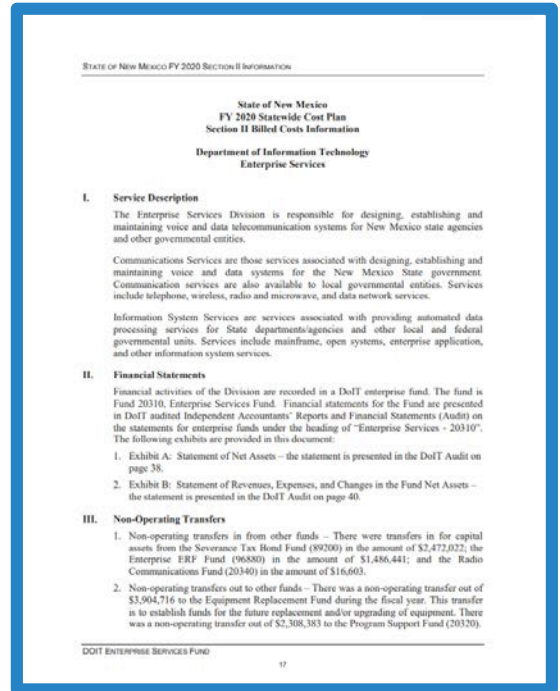 STATE OF NEW MEXICO FY 2020 SECTION II INFORMATION
State of New Mexico
FY 2020 Statewide Cost Plan
Section II Billed Costs Information
Department of Information Technology
Enterprise Services
I. Service Description
The Enterprise Services Division is responsible for designing, establishing and
maintaining voice and data telecommunication systems for New Mexico state agencies
and other governmental entities.
Communications Services are those services associated with designing, establishing and
maintaining voice and data systems for the New Mexico State government.
Communication services are also available to local governmental entities. Services
include telephone, wireless, radio and microwave, and data network services.
Information System Services are services associated with providing automated data
processing services for State departments/agencies and other local and federal
governmental units. Services include mainframe, open systems, enterprise application,
and other information system services.
II. Financial Statements
Financial activities of the Division are recorded in a DoIT enterprise fund. The fund is
Fund 20310, Enterprise Services Fund. Financial statements for the Fund are presented
in DoIT audited Independent Accountants' Reports and Financial Statements (Audit) on
the statements for enterprise funds under the heading of "Enterprise Services - 20310".
The following exhibits are provided in this document:
1. Exhibit A: Statement of Net Assets – the statement is presented in the DoIT Audit on
page 38.
2. Exhibit B: Statement of Revenues, Expenses, and Changes in the Fund Net Assets –
the statement is presented in the DoIT Audit on page 40.
III. Non-Operating Transfers
1. Non-operating transfers in from other funds – There were transfers in for capital
assets from the Severance Tax Bond Fund (89200) in the amount of $2,472,022; the
Enterprise ERF Fund (96880) in the amount of $1,486,441; and the Radio
Communications Fund (20340) in the amount of $16,603.
2. Non-operating transfers out to other funds – There was a non-operating transfer out of
$3,904,716 to the Equipment Replacement Fund during the fiscal year. This transfer
is to establish funds for the future replacement and/or upgrading of equipment. There
was a non-operating transfer out of $2,308,383 to the Program Support Fund (20320).
DOIT ENTERPRISE SERVICES FUND
17